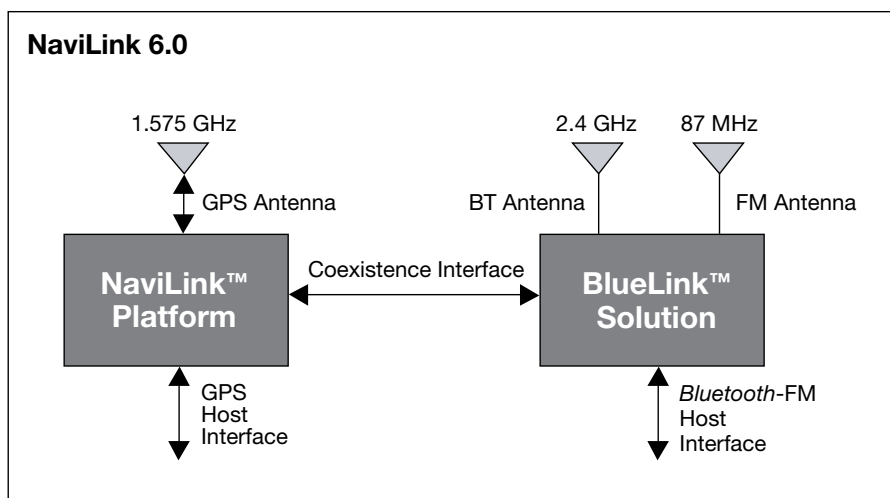 NaviLink 6.0
1.575 GHz
2.4 GHz
87 MHz
GPS Antenna
BT Antenna
FM Antenna
NaviLink™
Platform
Coexistence Interface
BlueLink™
Solution
GPS
Host
Interface
Bluetooth-FM
Host
Interface